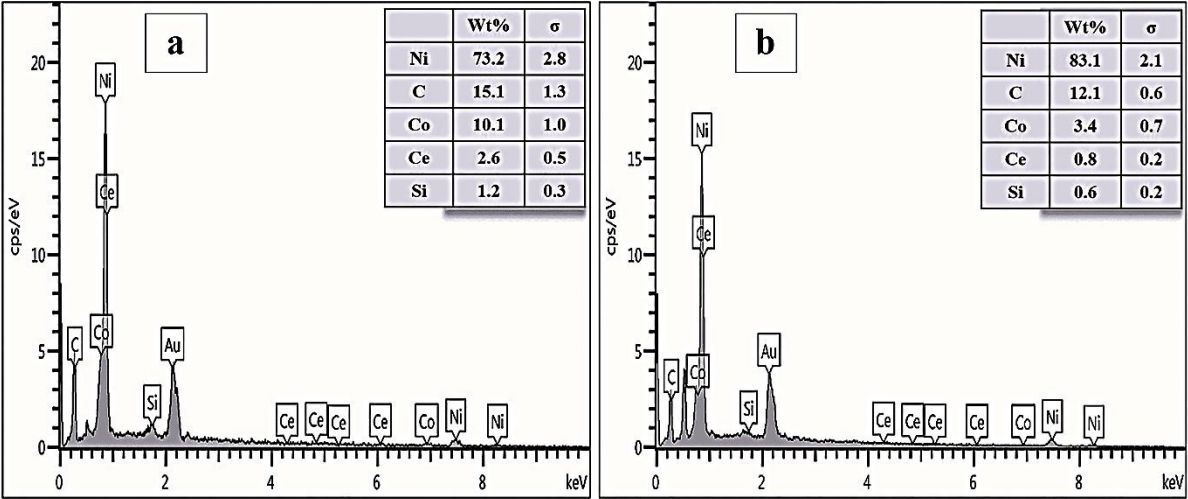 a
Wt% σ
Ni 73.2 2.8
C 15.1 1.3
Co 10.1 1.0
Ce 2.6 0.5
Si 1.2 0.3
cps/eV
20
15
10
5
0
Ni
Ce
Co
C
Si
Au
Ce Ce Ce Ce Co Ni Ni
0 2 4 6 8 keV
b
Wt% σ
Ni 83.1 2.1
C 12.1 0.6
Co 3.4 0.7
Ce 0.8 0.2
Si 0.6 0.2
cps/eV
20
15
10
5
0
Ni
Ce
Co
C
Si
Au
Ce Ce Ce Ce Co Ni Ni
0 2 4 6 8 keV